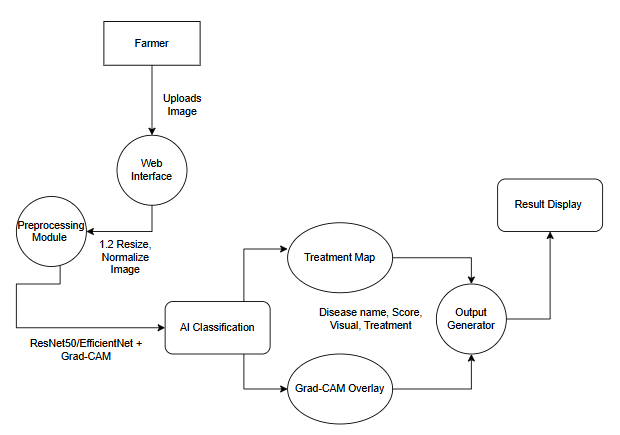 Farmer
Uploads
Image
Web
Interface
Preprocessing
Module
1.2 Resize,
Normalize
Image
ResNet50/EfficientNet +
Grad-CAM
AI Classification
Treatment Map
Disease name, Score,
Visual, Treatment
Grad-CAM Overlay
Output
Generator
Result Display